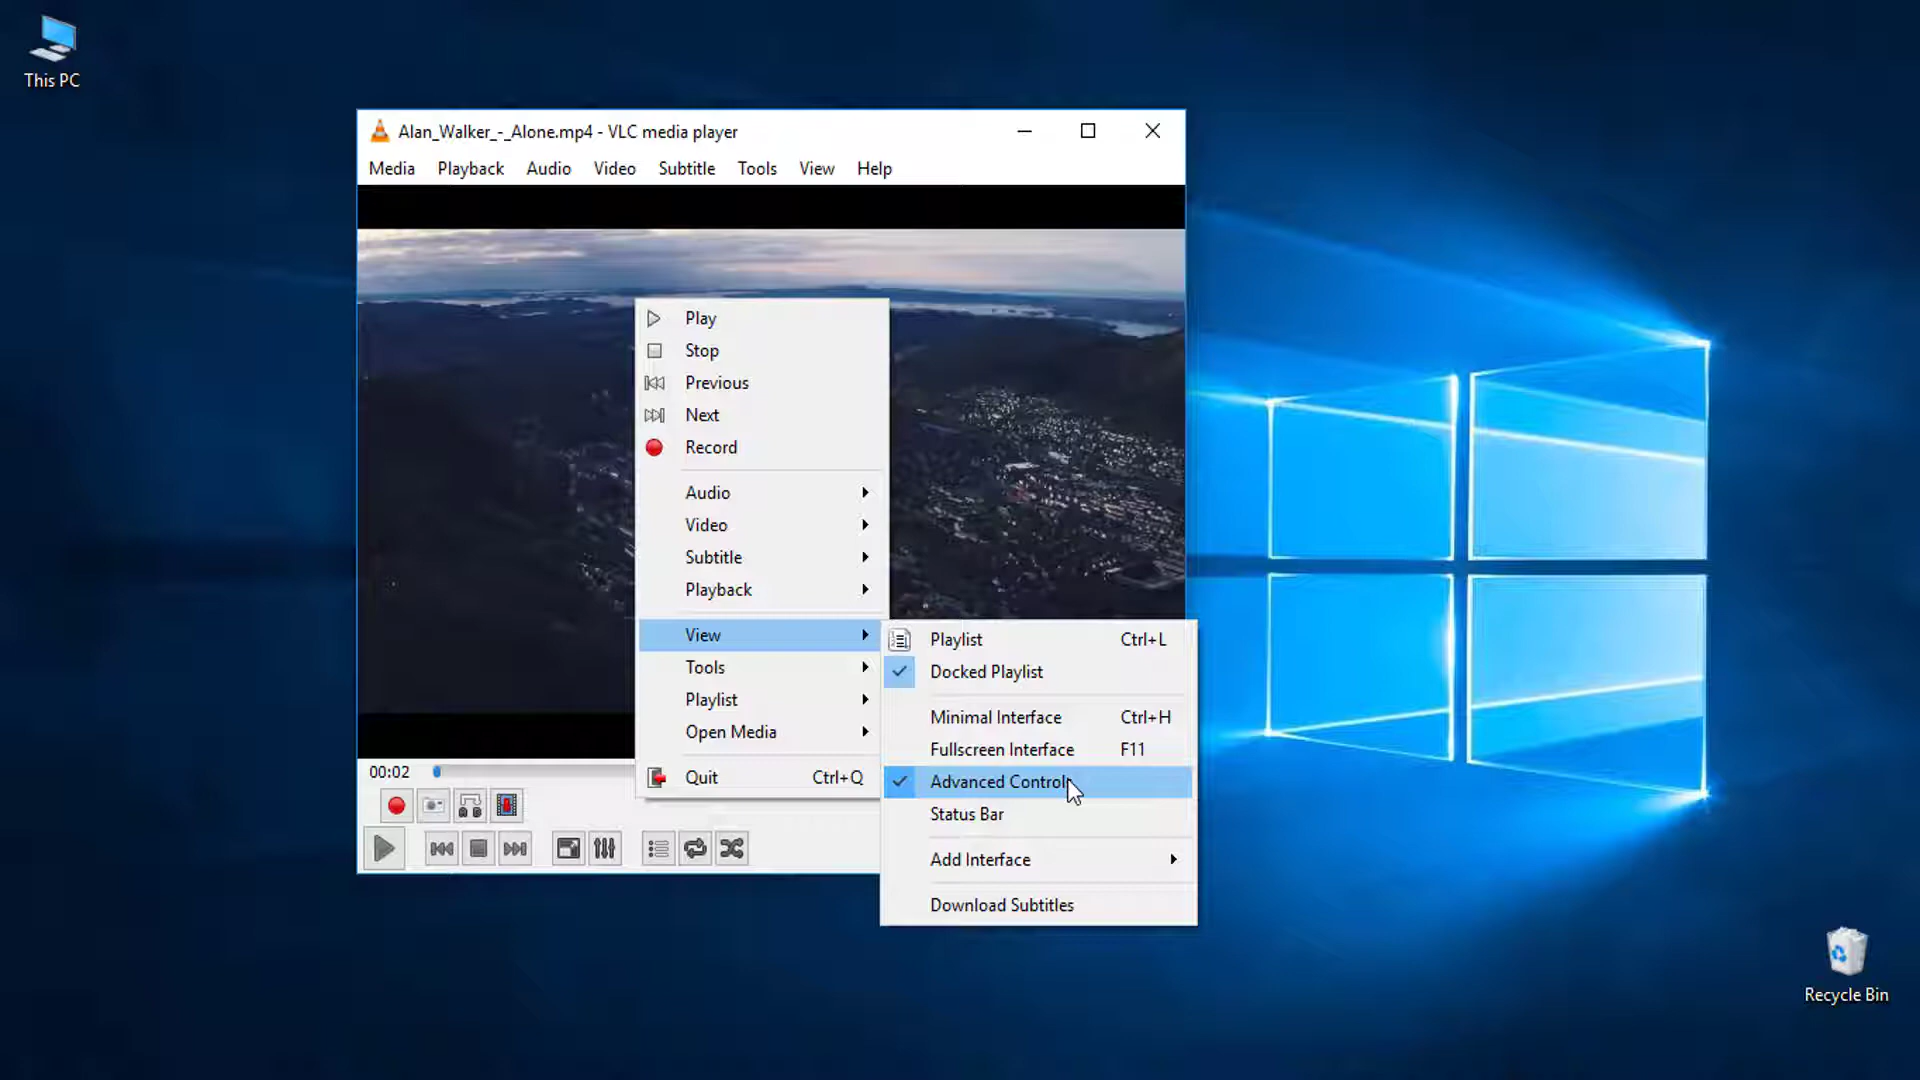 This PC
Alan_Walker_-_Alone.mp4 - VLC media player
Media Playback Audio Video Subtitle Tools View Help
Play
Stop
Previous
Next
Record
Audio
Video
Subtitle
Playback
View
Tools
Playlist
Open Media
Quit Ctrl+Q
Playlist Ctrl+L
Docked Playlist
Minimal Interface Ctrl+H
Fullscreen Interface F11
Advanced Controls
Status Bar
Add Interface
Download Subtitles
00:02
Recycle Bin